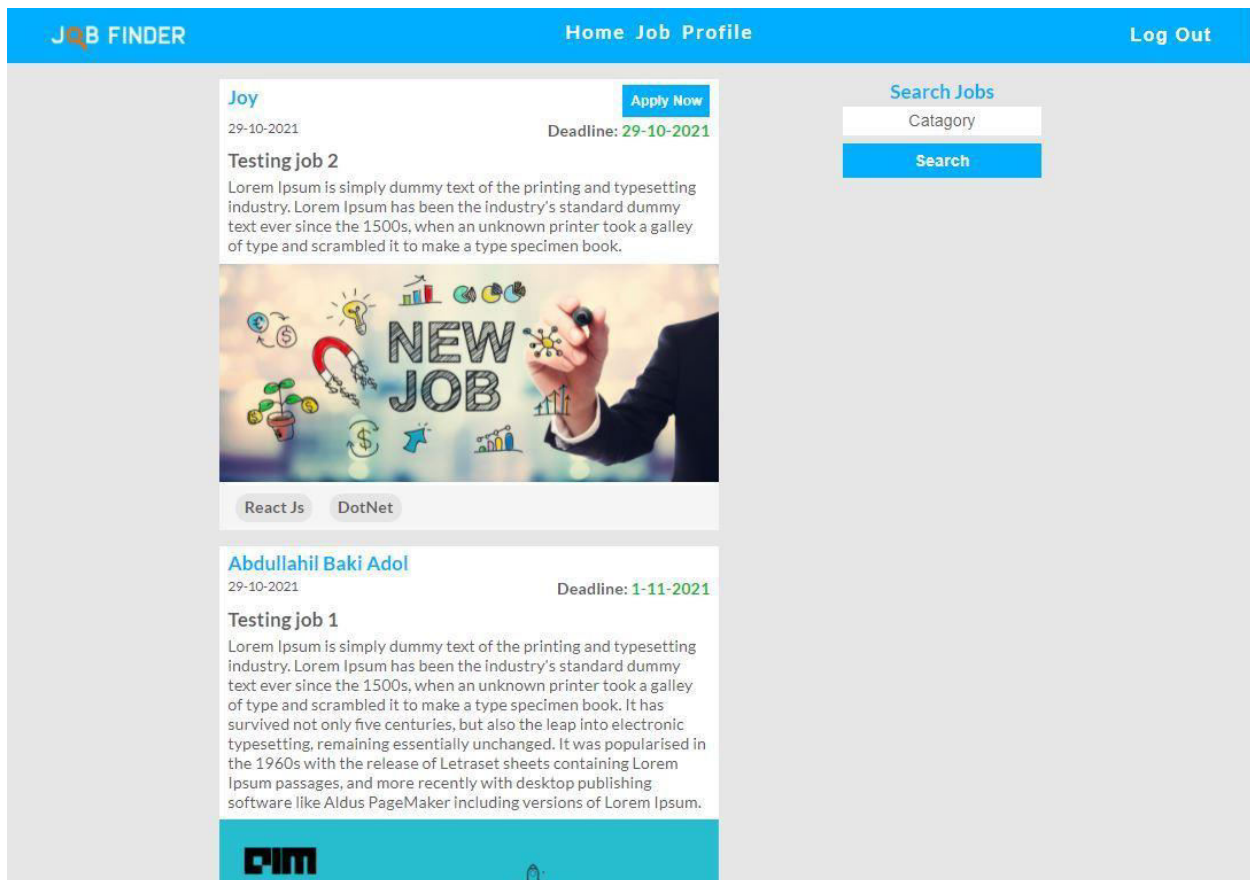 JOB FINDER
Home Job Profile
Log Out
Joy
Apply Now
29-10-2021
Deadline: 29-10-2021
Testing job 2
Lorem Ipsum is simply dummy text of the printing and typesetting
industry. Lorem Ipsum has been the industry's standard dummy
text ever since the 1500s, when an unknown printer took a galley
of type and scrambled it to make a type specimen book.
NEW
JOB
React Js
DotNet
Abdullahil Baki Adol
29-10-2021
Deadline: 1-11-2021
Testing job 1
Lorem Ipsum is simply dummy text of the printing and typesetting
industry. Lorem Ipsum has been the industry's standard dummy
text ever since the 1500s, when an unknown printer took a galley
of type and scrambled it to make a type specimen book. It has
survived not only five centuries, but also the leap into electronic
typesetting, remaining essentially unchanged. It was popularised in
the 1960s with the release of Letraset sheets containing Lorem
Ipsum passages, and more recently with desktop publishing
software like Aldus PageMaker including versions of Lorem Ipsum.
Search Jobs
Catagory
Search